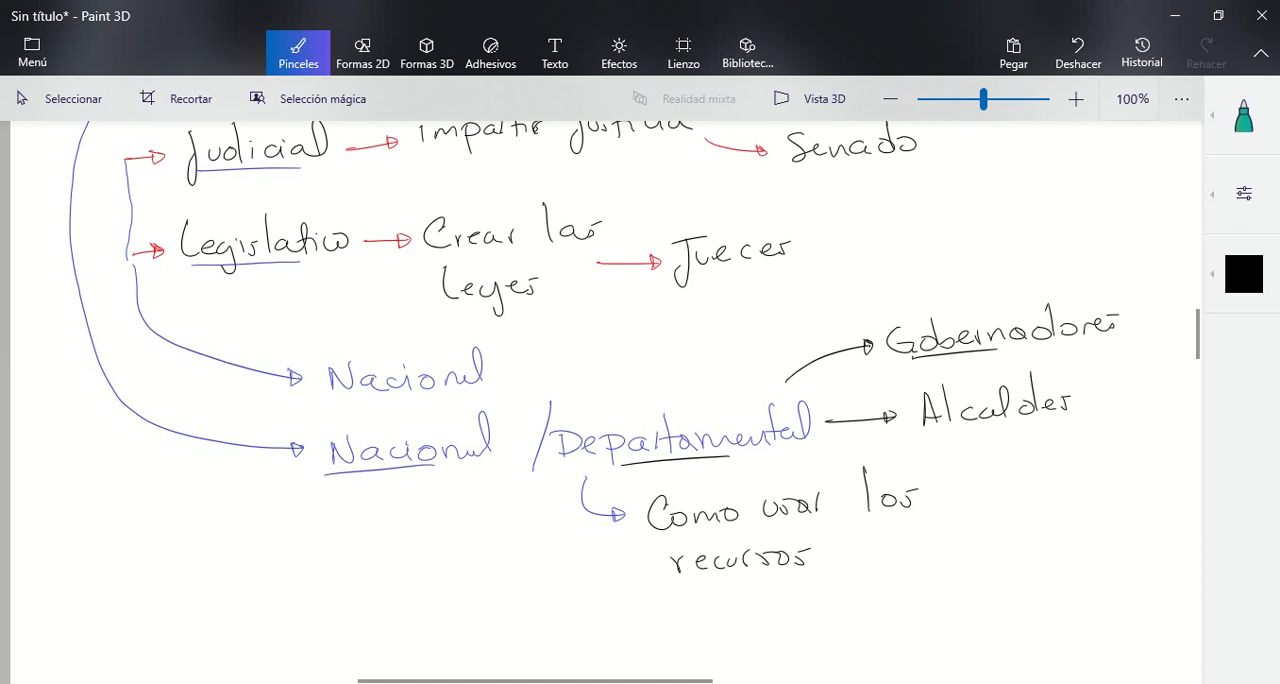 Sin título* - Paint 3D
Menú
Pinceles
Formas 2D
Formas 3D
Adhesivos
Texto
Efectos
Lienzo
Bibliotec...
Pegar
Deshacer
Historial
Rehacer
Seleccionar
Recortar
Selección mágica
Realidad mixta
Vista 3D
100%
Judicial
Impartir justicia
Senado
Legislativo
Crear las
leyes
Jueces
Nacional
Gobernadores
Nacional / Departamental
Alcaldes
Como usar los
recursos